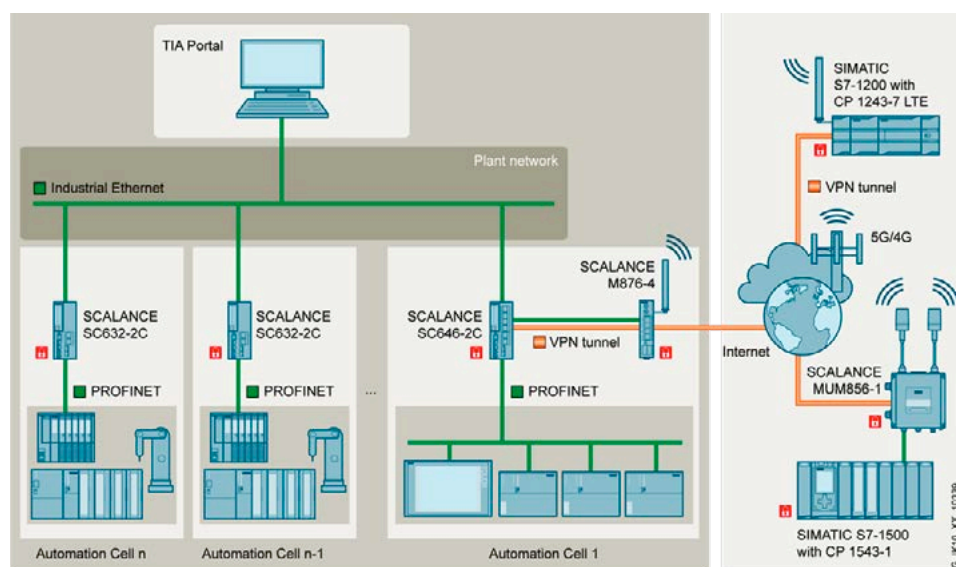 TIA Portal
Plant network
Industrial Ethernet
SCALANCE
SC632-2C
PROFINET
Automation Cell n
SCALANCE
SC632-2C
PROFINET
Automation Cell n-1
...
SCALANCE
SC646-2C
SCALANCE
M876-4
VPN tunnel
PROFINET
Automation Cell 1
SIMATIC
S7-1200 with
CP 1243-7 LTE
VPN tunnel
5G/4G
Internet
SCALANCE
MUM856-1
SIMATIC S7-1500
with CP 1543-1